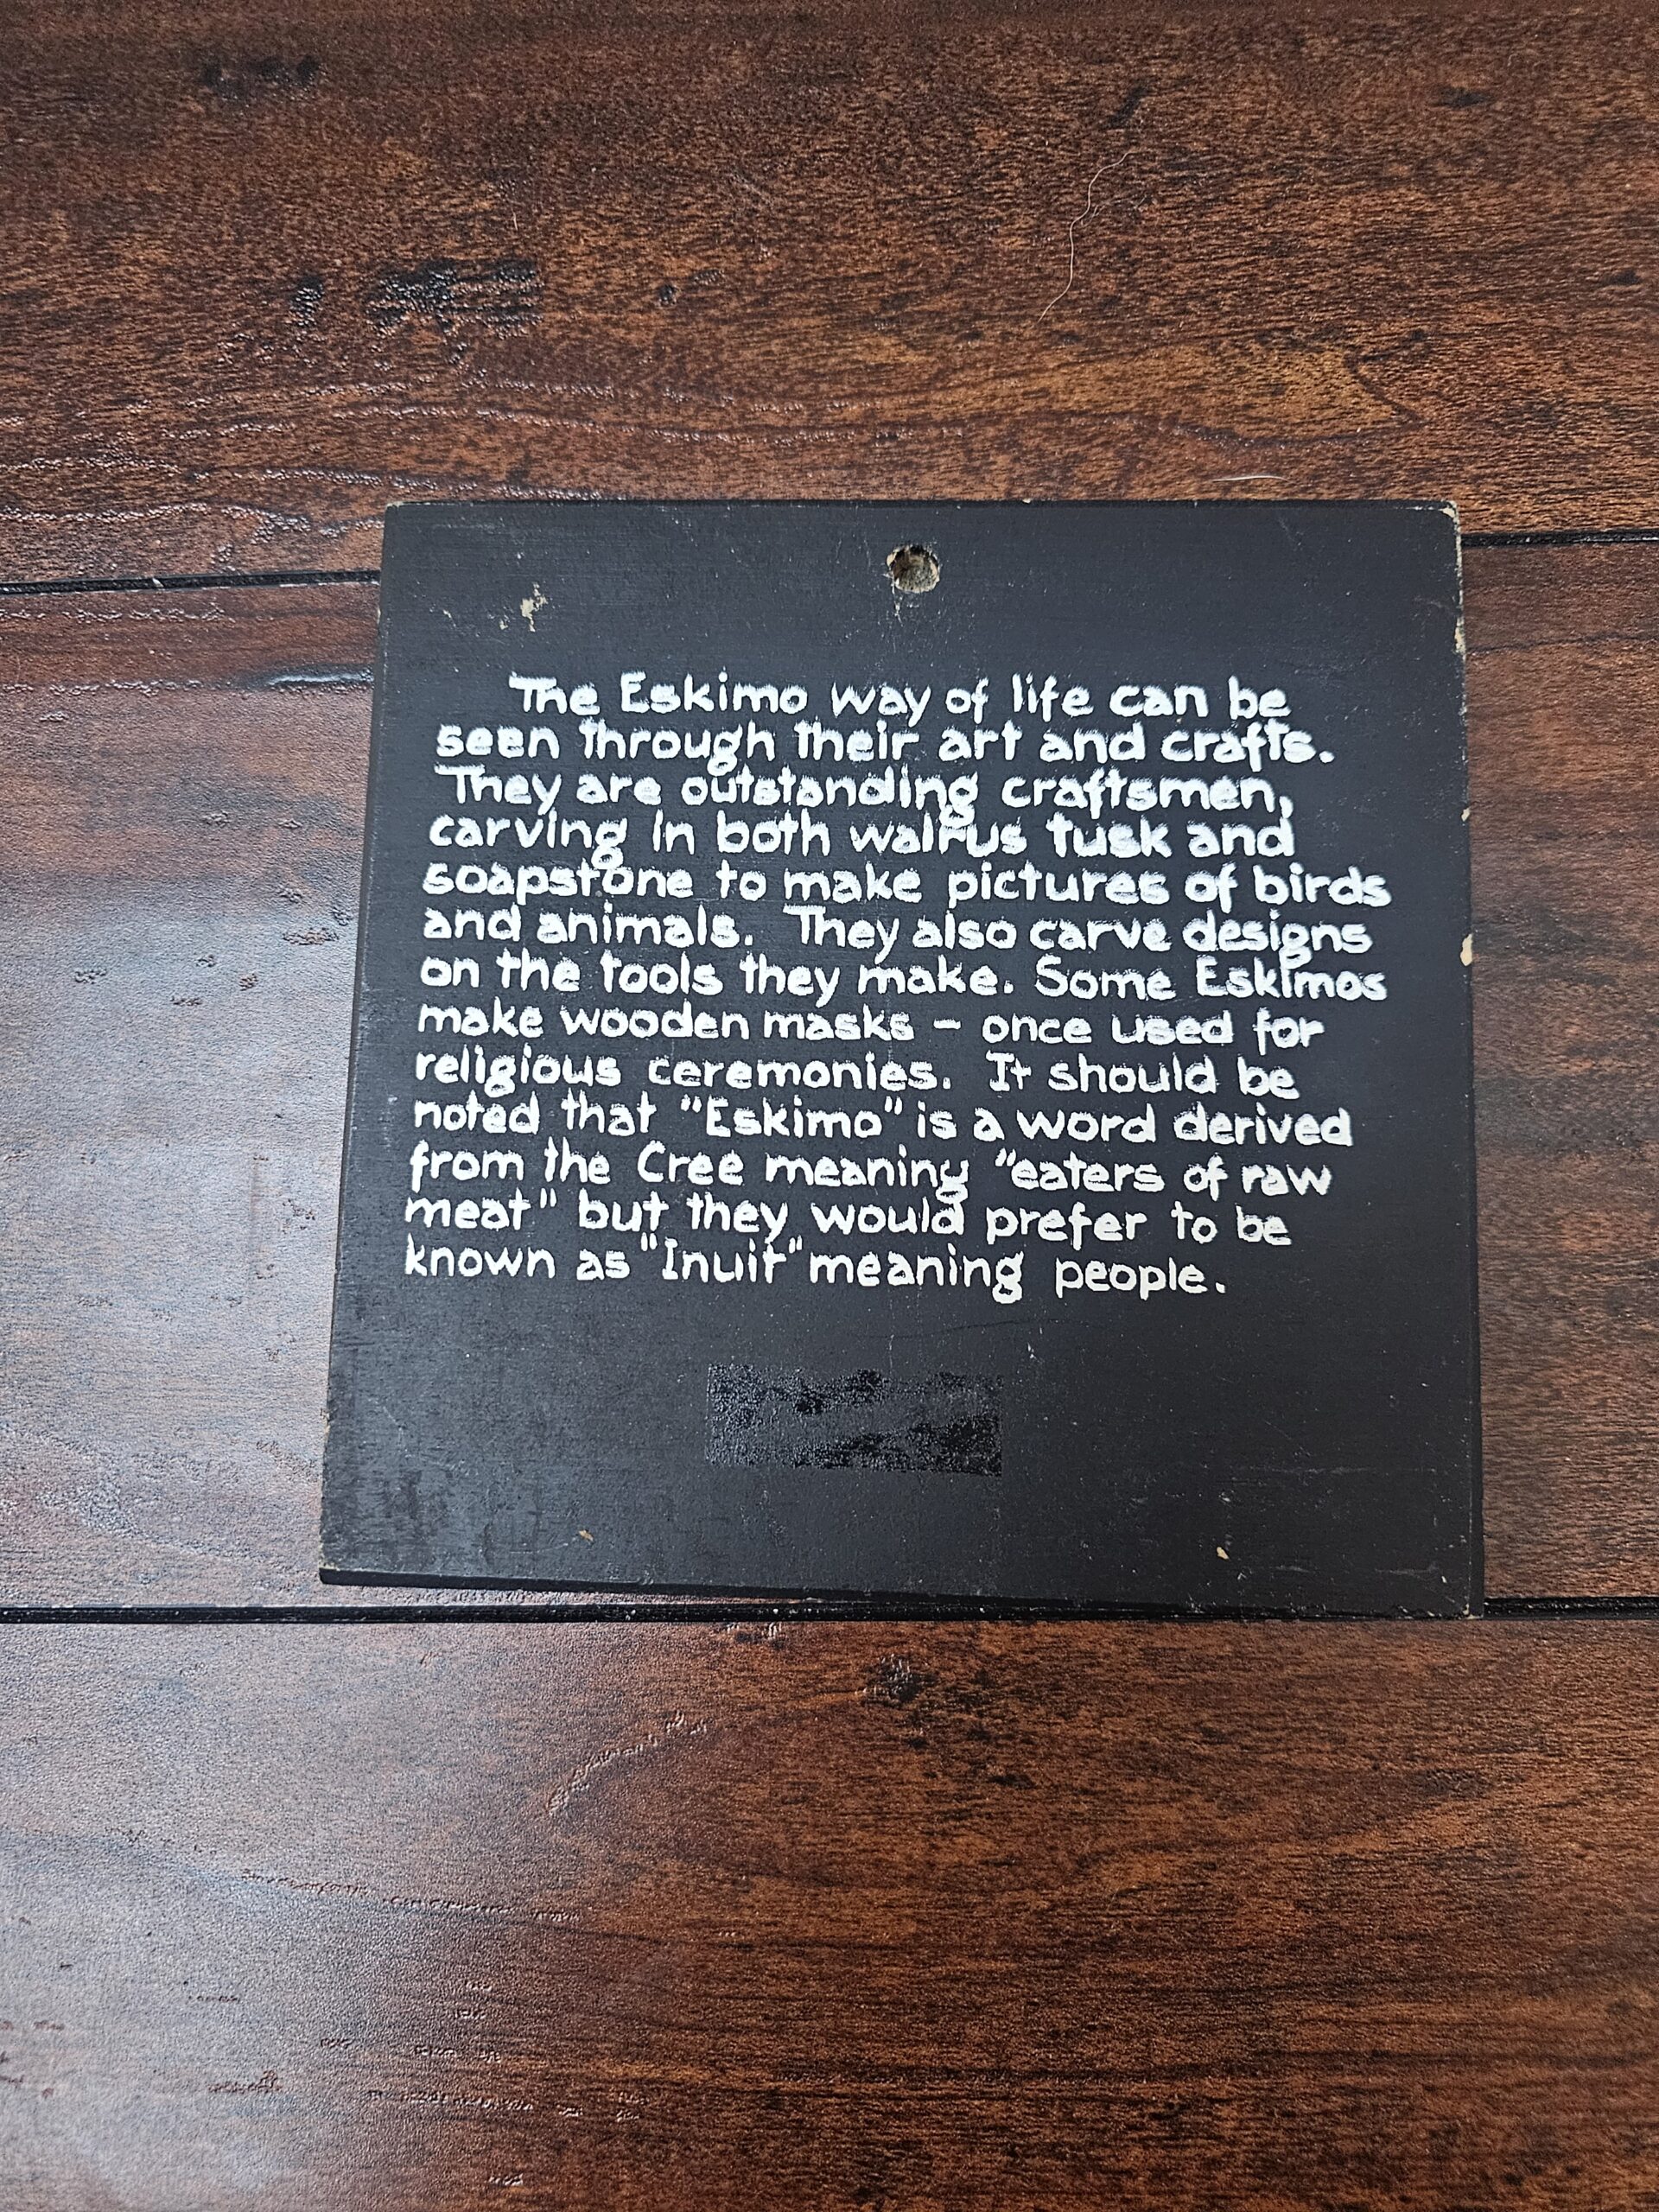 The Eskimo way of life can be
seen through their art and crafts.
They are outstanding craftsmen,
carving in both walrus tusk and
soapstone to make pictures of birds
and animals. They also carve designs
on the tools they make. Some Eskimos
make wooden masks - once used for
religious ceremonies. It should be
noted that "Eskimo" is a word derived
from the Cree meaning "eaters of raw
meat" but they would prefer to be
known as "Inuit" meaning people.